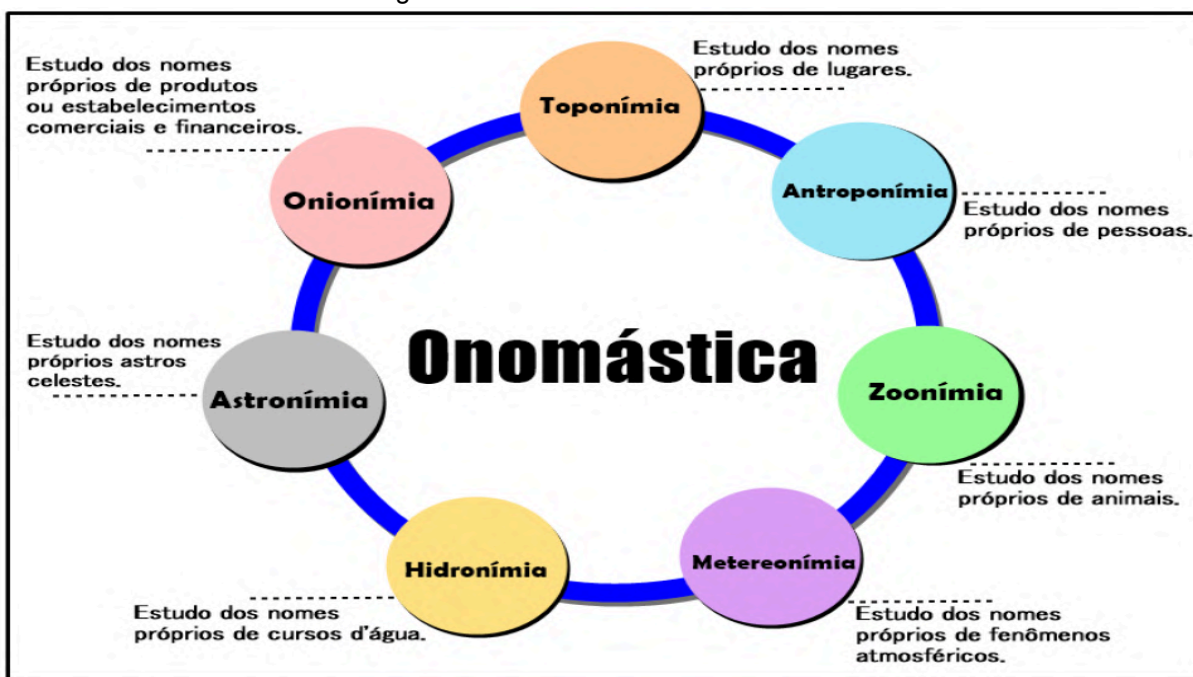 Estudo dos nomes
próprios de lugares.
Toponímia
Estudo dos nomes
próprios de produtos
ou estabelecimentos
comerciais e financeiros.
Onionímia
Antroponímia
Estudo dos nomes
próprios de pessoas.
Onomástica
Estudo dos nomes
próprios astros
celestes.
Astronímia
Zoonímia
Estudo dos nomes
próprios de animais.
Hidronímia
Estudo dos nomes
próprios de cursos d'água.
Metereonímia
Estudo dos nomes
próprios de fenômenos
atmosféricos.